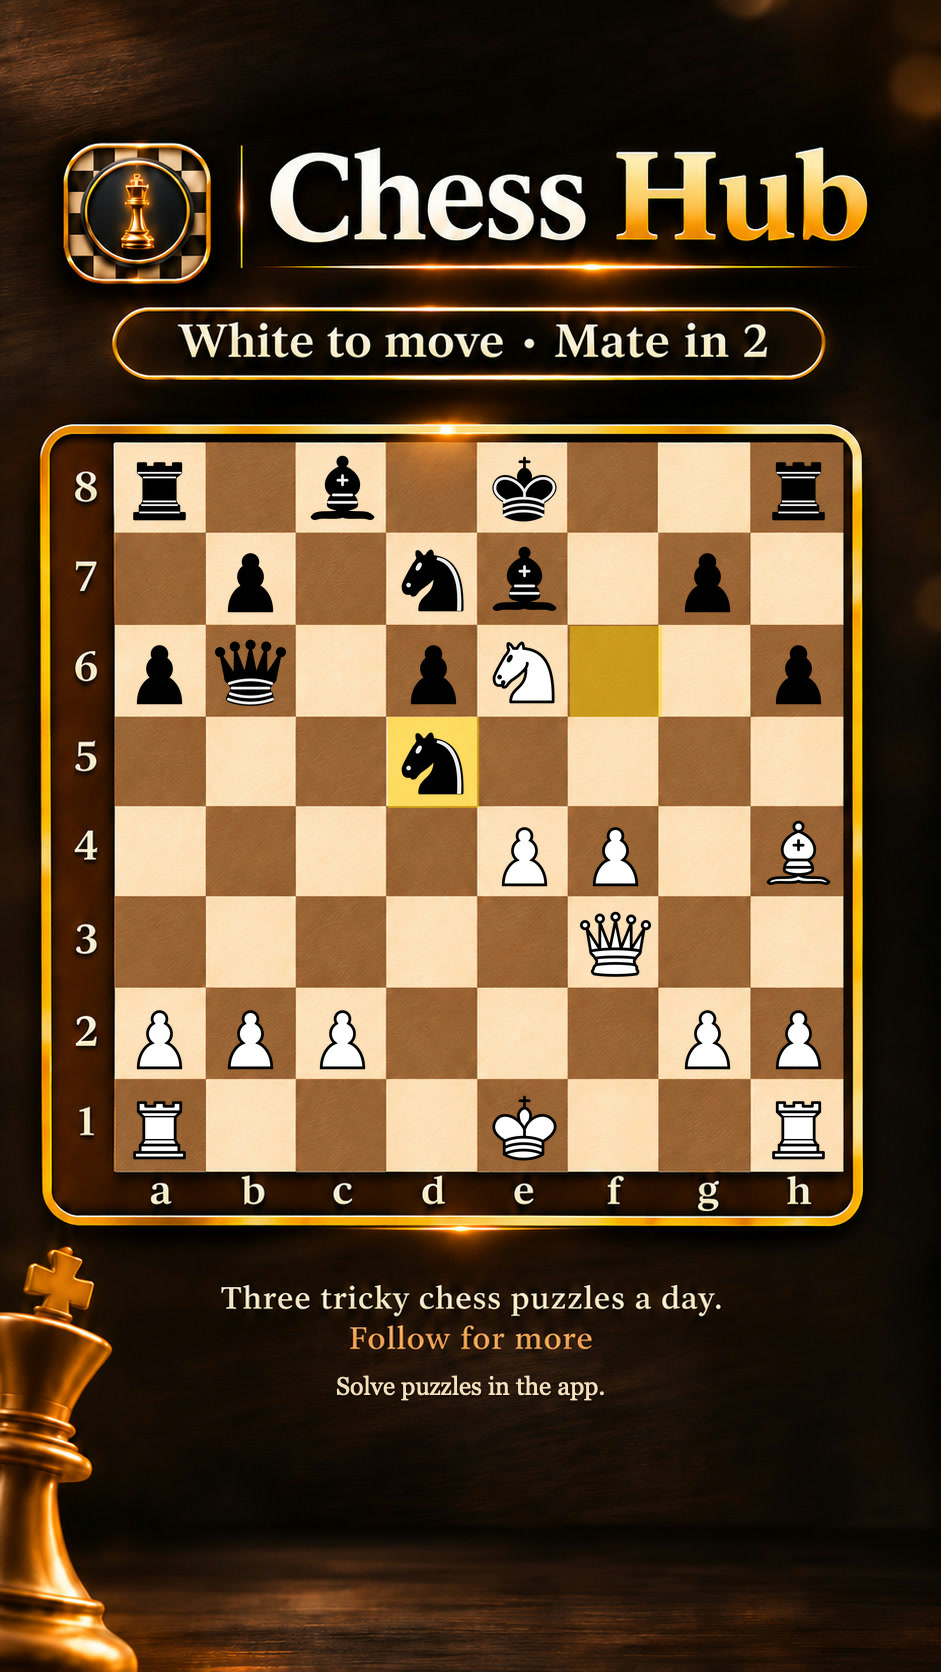 Chess Hub
White to move · Mate in 2
8
7
6
5
4
3
2
1
a b c d e f g h
Three tricky chess puzzles a day.
Follow for more
Solve puzzles in the app.